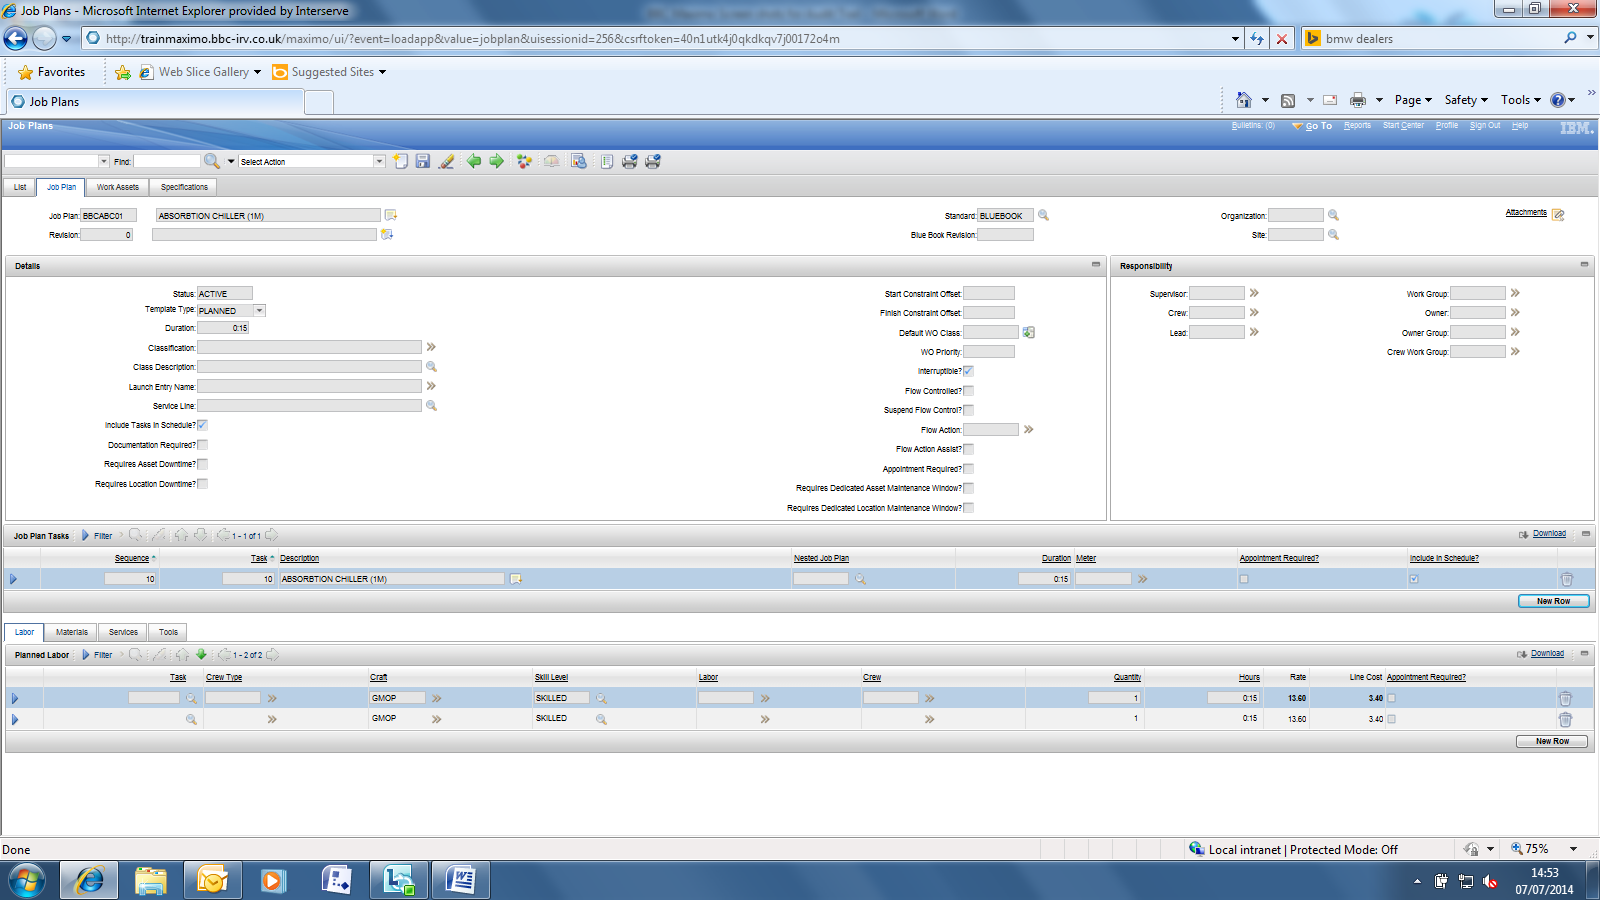 Job Plans - Microsoft Internet Explorer provided by Interserve
http://trainmaximo.bbc-irv.co.uk/maximo/ui/?event=loadapp&value=jobplan&uisessionid=256&csrftoken=40n1utk4j0qkdkqv7j00172o4m
bmw dealers
Favorites Web Slice Gallery Suggested Sites
Job Plans Page Safety Tools
Job Plans Bulletins: (0) Go To Reports Start Center Profile Sign Out Help IBM.
Find: Select Action
List Job Plan Work Assets Specifications
Job Plan: BBCABC01 ABSORBTION CHILLER (1M) Standard: BLUEBOOK Organization: Attachments
Revision: 0 Blue Book Revision: Site:
Details Responsibility
Status: ACTIVE Start Constraint Offset: Supervisor: Work Group:
Template Type: PLANNED Finish Constraint Offset: Crew: Owner:
Duration: 0:15 Default WO Class: Lead: Owner Group:
Classification: WO Priority: Crew Work Group:
Class Description: Interruptible?
Launch Entry Name: Flow Controlled?
Service Line: Suspend Flow Control?
Include Tasks in Schedule? Flow Action:
Documentation Required? Flow Action Assist?
Requires Asset Downtime? Appointment Required?
Requires Location Downtime? Requires Dedicated Asset Maintenance Window?
Requires Dedicated Location Maintenance Window?
Job Plan Tasks Filter 1 - 1 of 1 Download
Sequence Task Description Nested Job Plan Duration Meter Appointment Required? Include in Schedule?
10 10 ABSORBTION CHILLER (1M) 0:15
New Row
Labor Materials Services Tools
Planned Labor Filter 1 - 2 of 2 Download
Task Crew Type Craft Skill Level Labor Crew Quantity Hours Rate Line Cost Appointment Required?
GMOP SKILLED 1 0:15 13.60 3.40
GMOP SKILLED 1 0:15 13.60 3.40
New Row
Done Local intranet | Protected Mode: Off 75%
14:53
07/07/2014